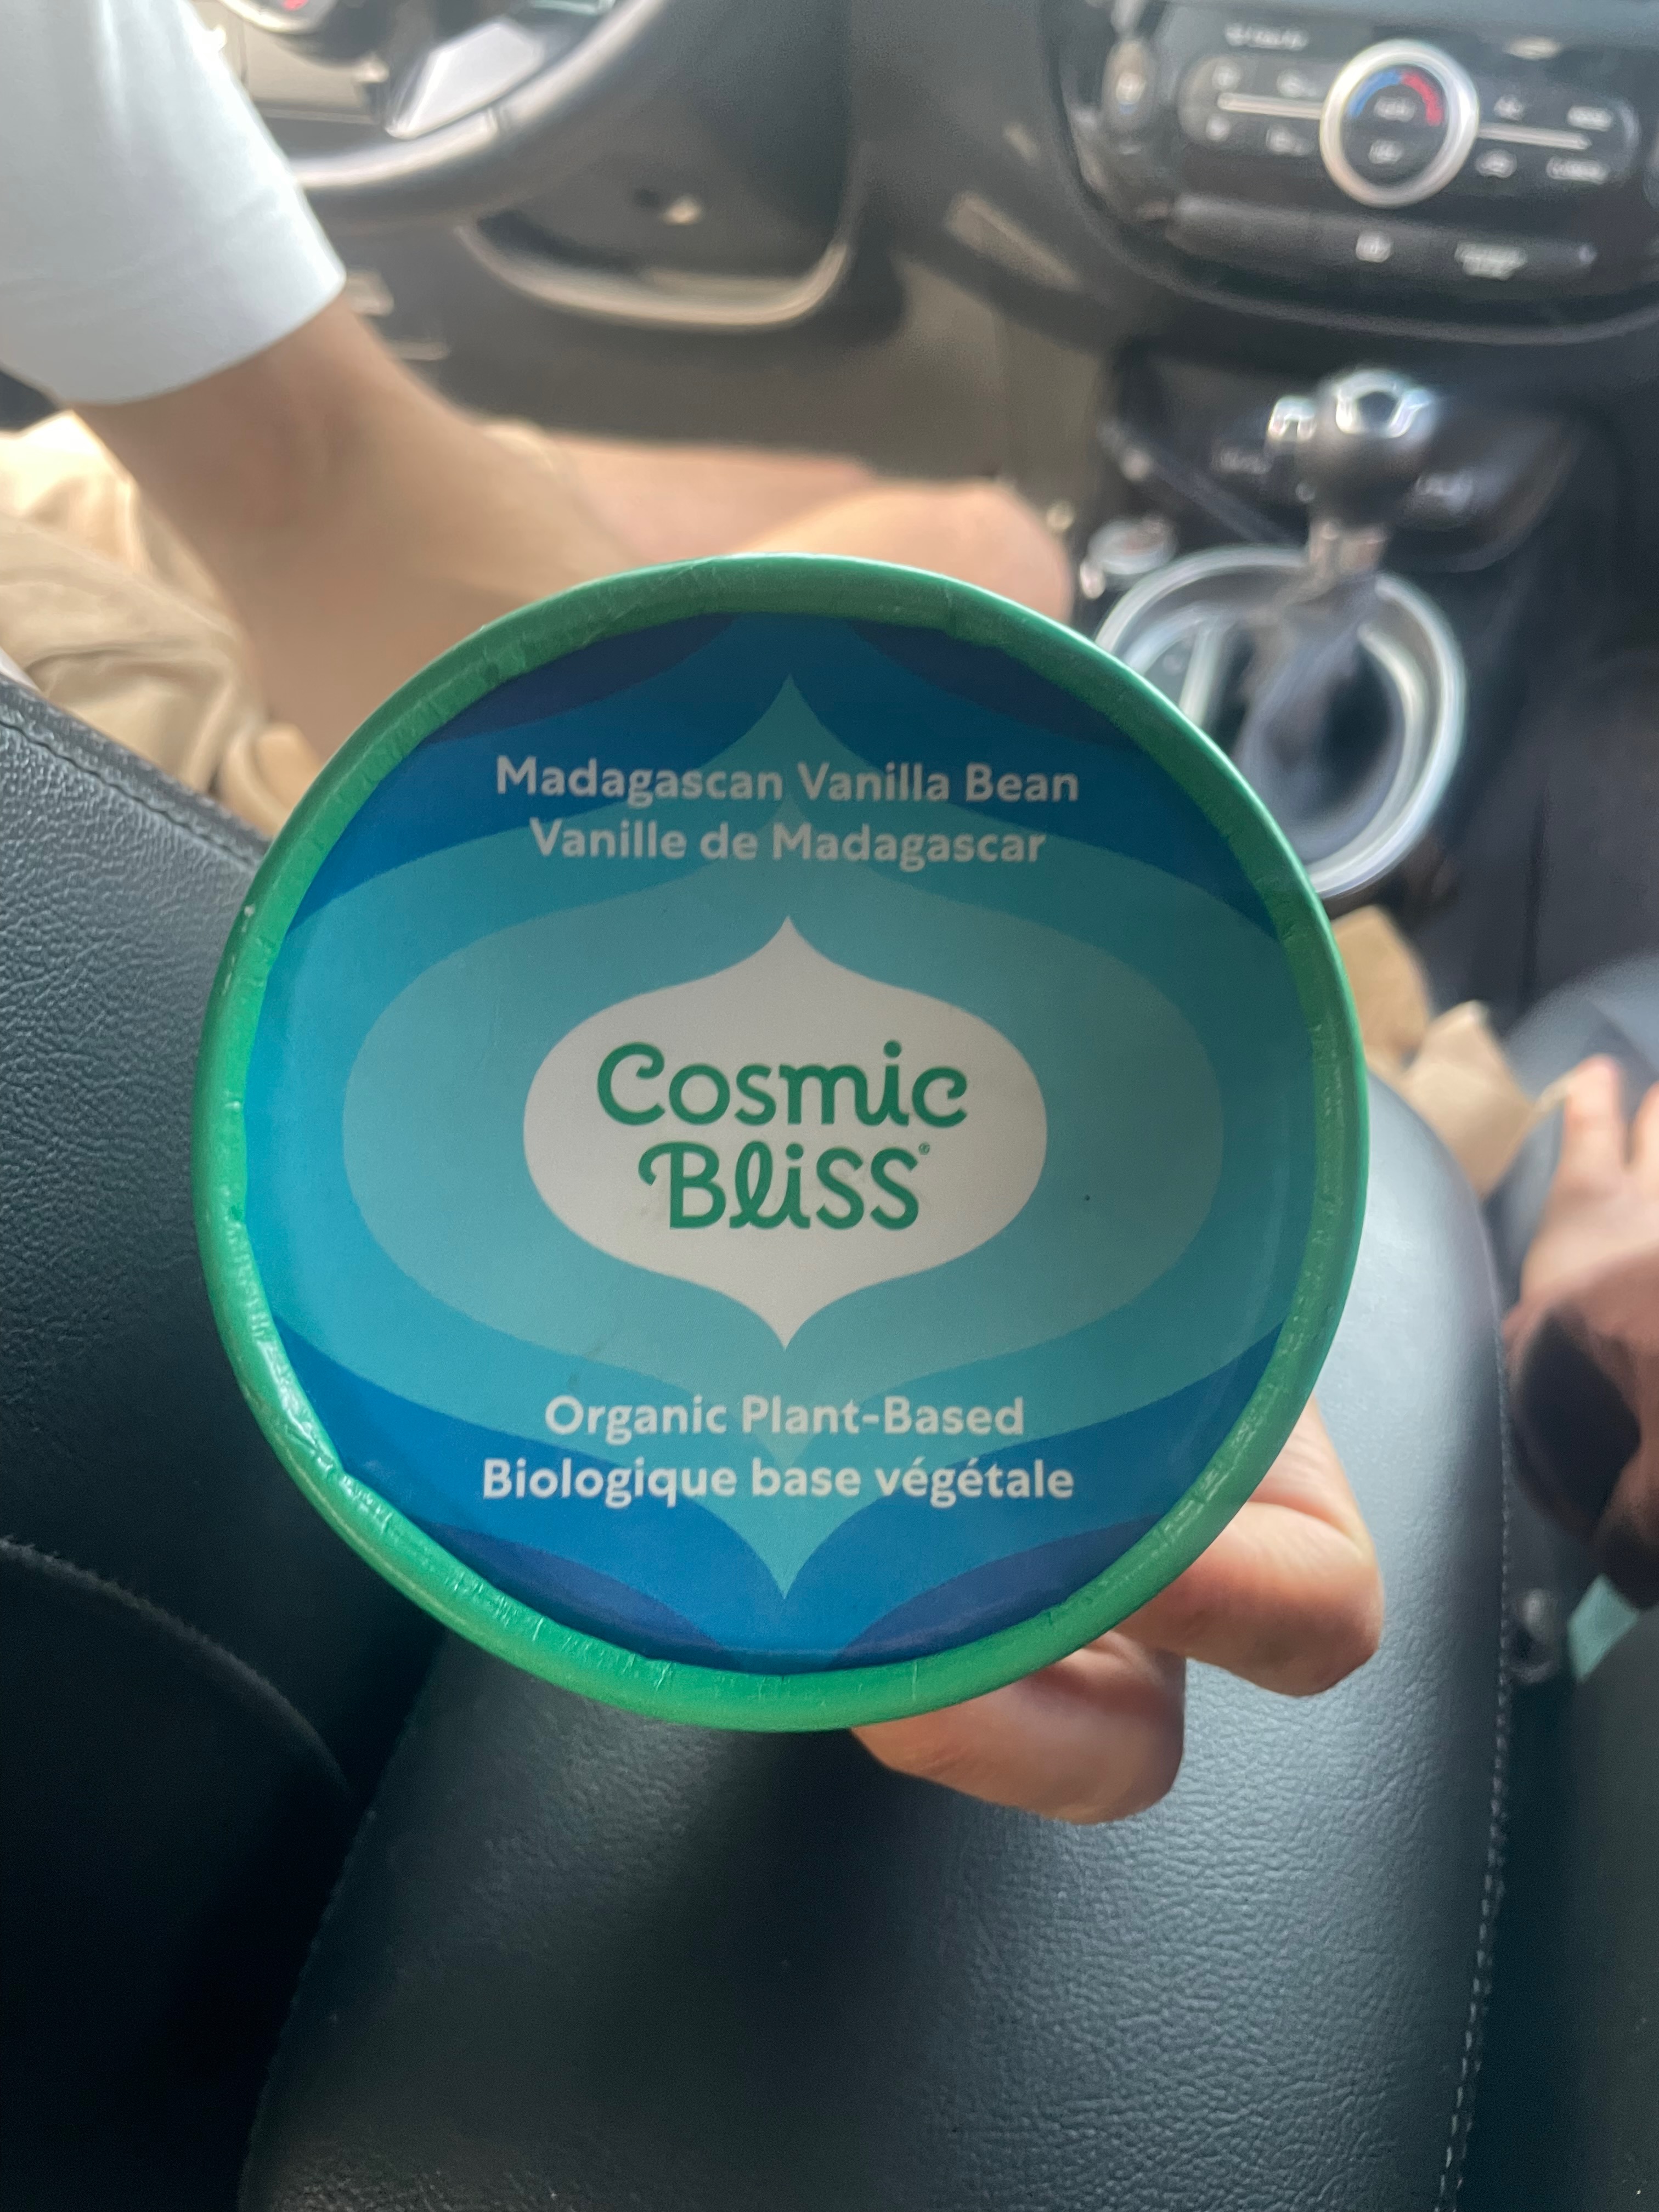 Madagascan Vanilla Bean
Vanille de Madagascar
Cosmic
Bliss®
Organic Plant-Based
Biologique base végétale